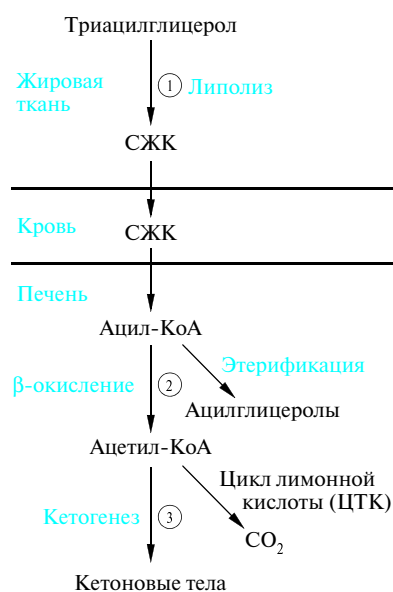 Триацилглицерол
Жировая
ткань
1 Липолиз
СЖК
Кровь
СЖК
Печень
Ацил-КоА
Этерификация
β-окисление
2
Ацилглицеролы
Ацетил-КоА
Цикл лимонной
кислоты (ЦТК)
Кетогенез
3
CO₂
Кетоновые тела